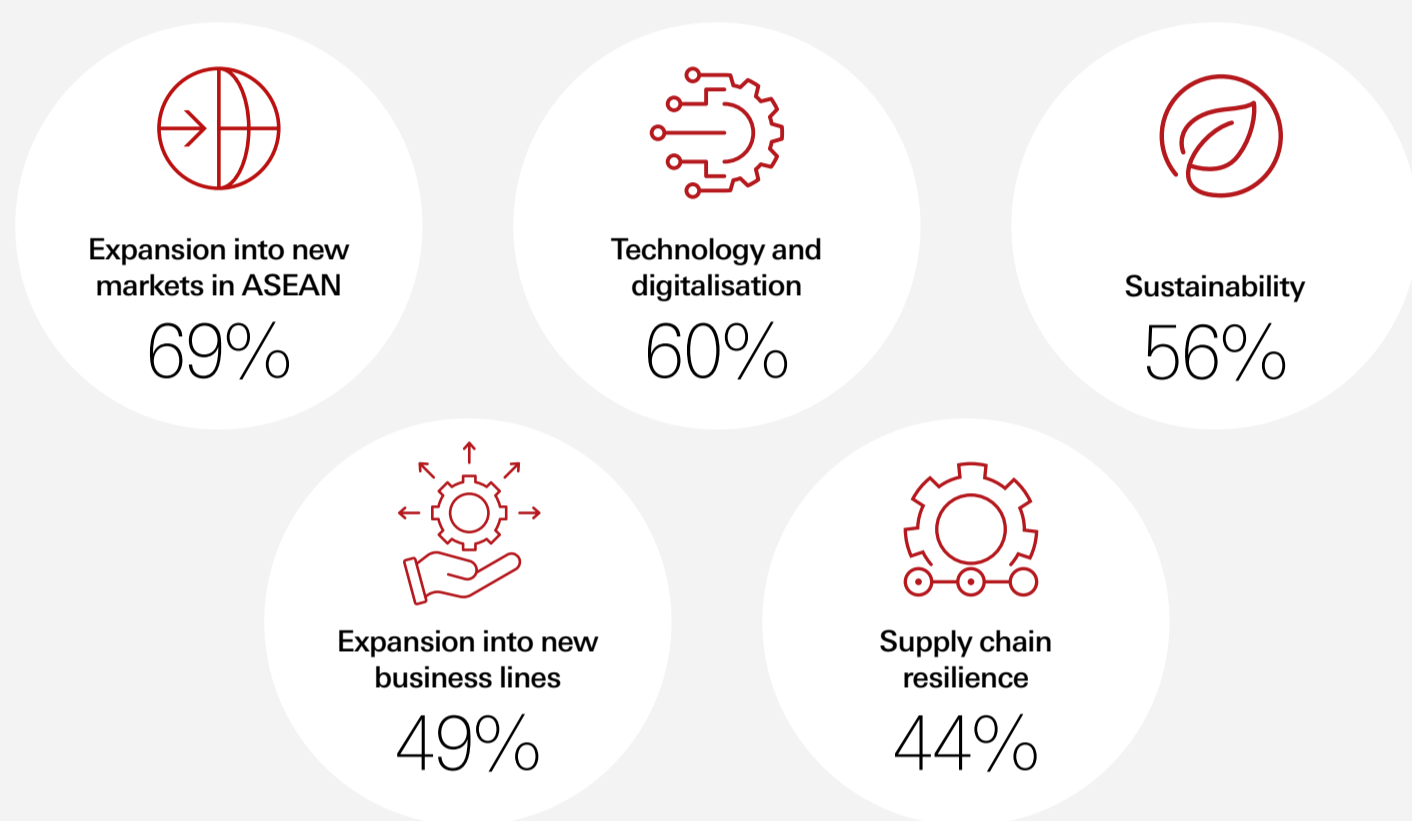 Expansion into new
markets in ASEAN
69%
Technology and
digitalisation
60%
Sustainability
56%
Expansion into new
business lines
49%
Supply chain
resilience
44%